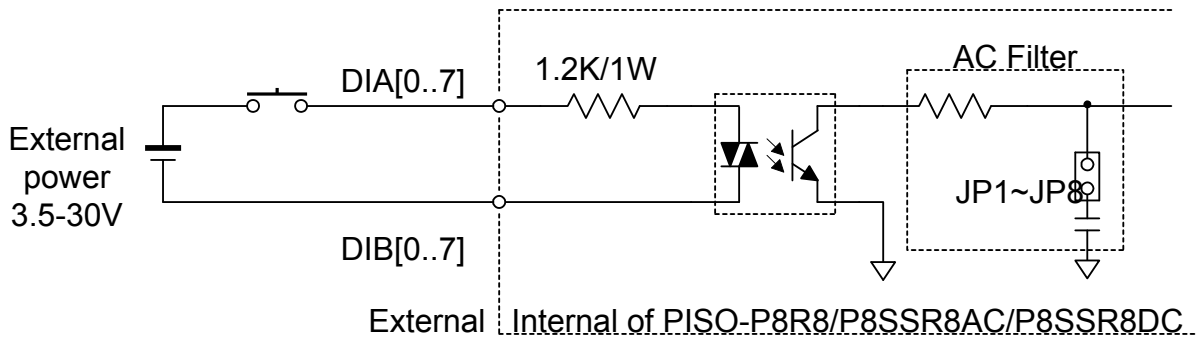 AC Filter
1.2K/1W
DIA[0..7]
External
power
3.5-30V
JP1~JP8
DIB[0..7]
External
Internal of PISO-P8R8/P8SSR8AC/P8SSR8DC